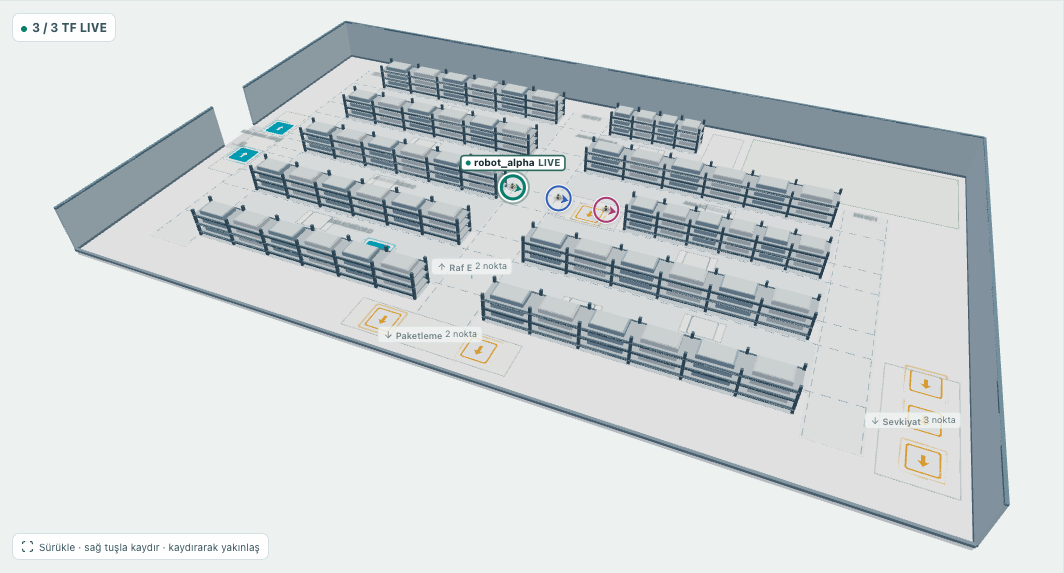 3 / 3 TF LIVE
robot_alpha LIVE
↑ Raf E 2 nokta
↓ Paketleme 2 nokta
↓ Sevkiyat 3 nokta
Sürükle · sağ tuşla kaydır · kaydırarak yakınlaş